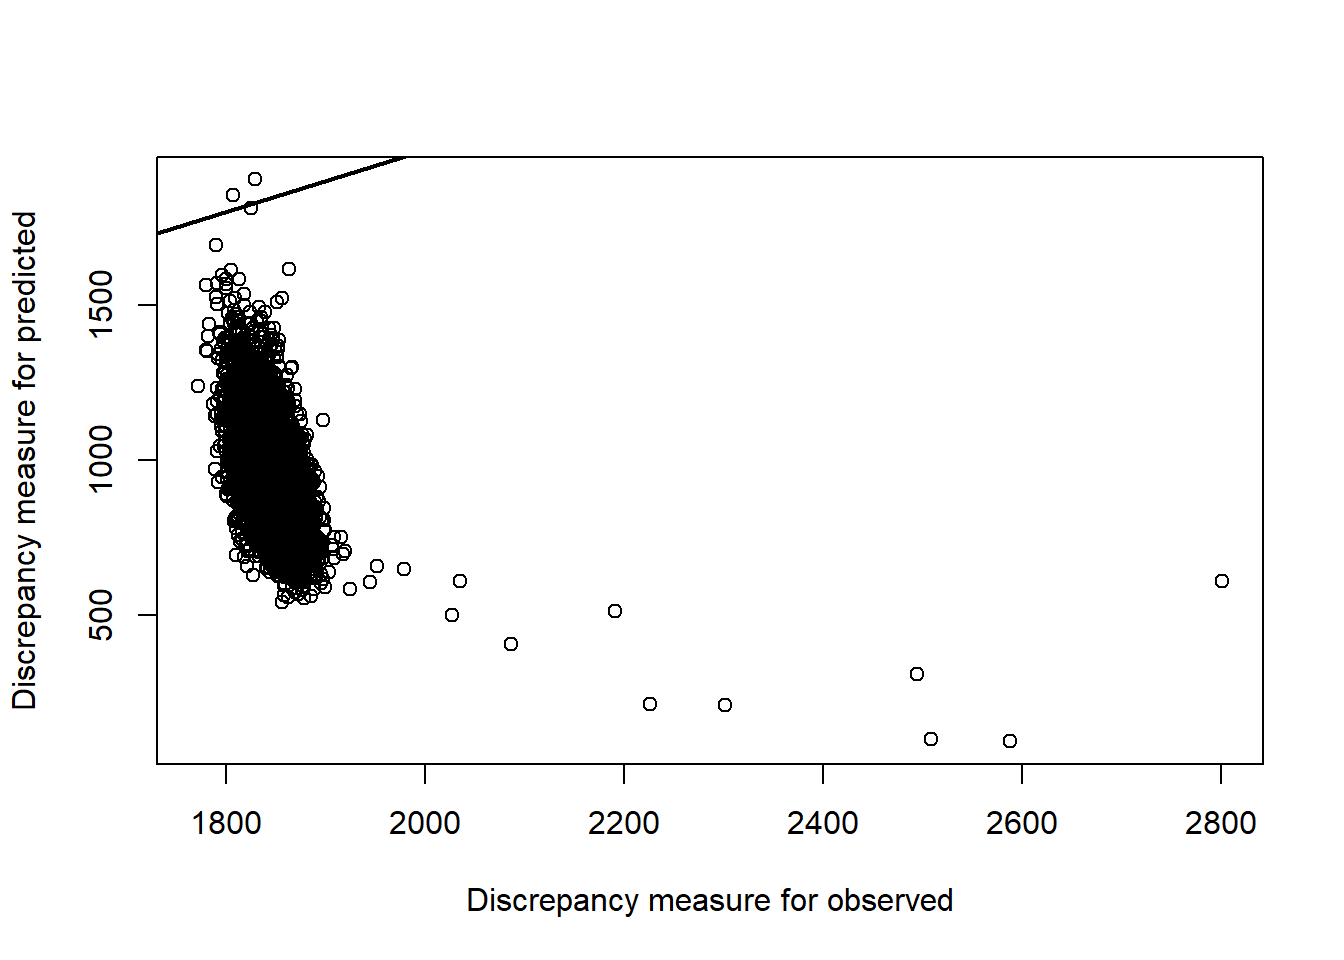 Discrepancy measure for predicted
1500
1000
500
1800 2000 2200 2400 2600 2800
Discrepancy measure for observed